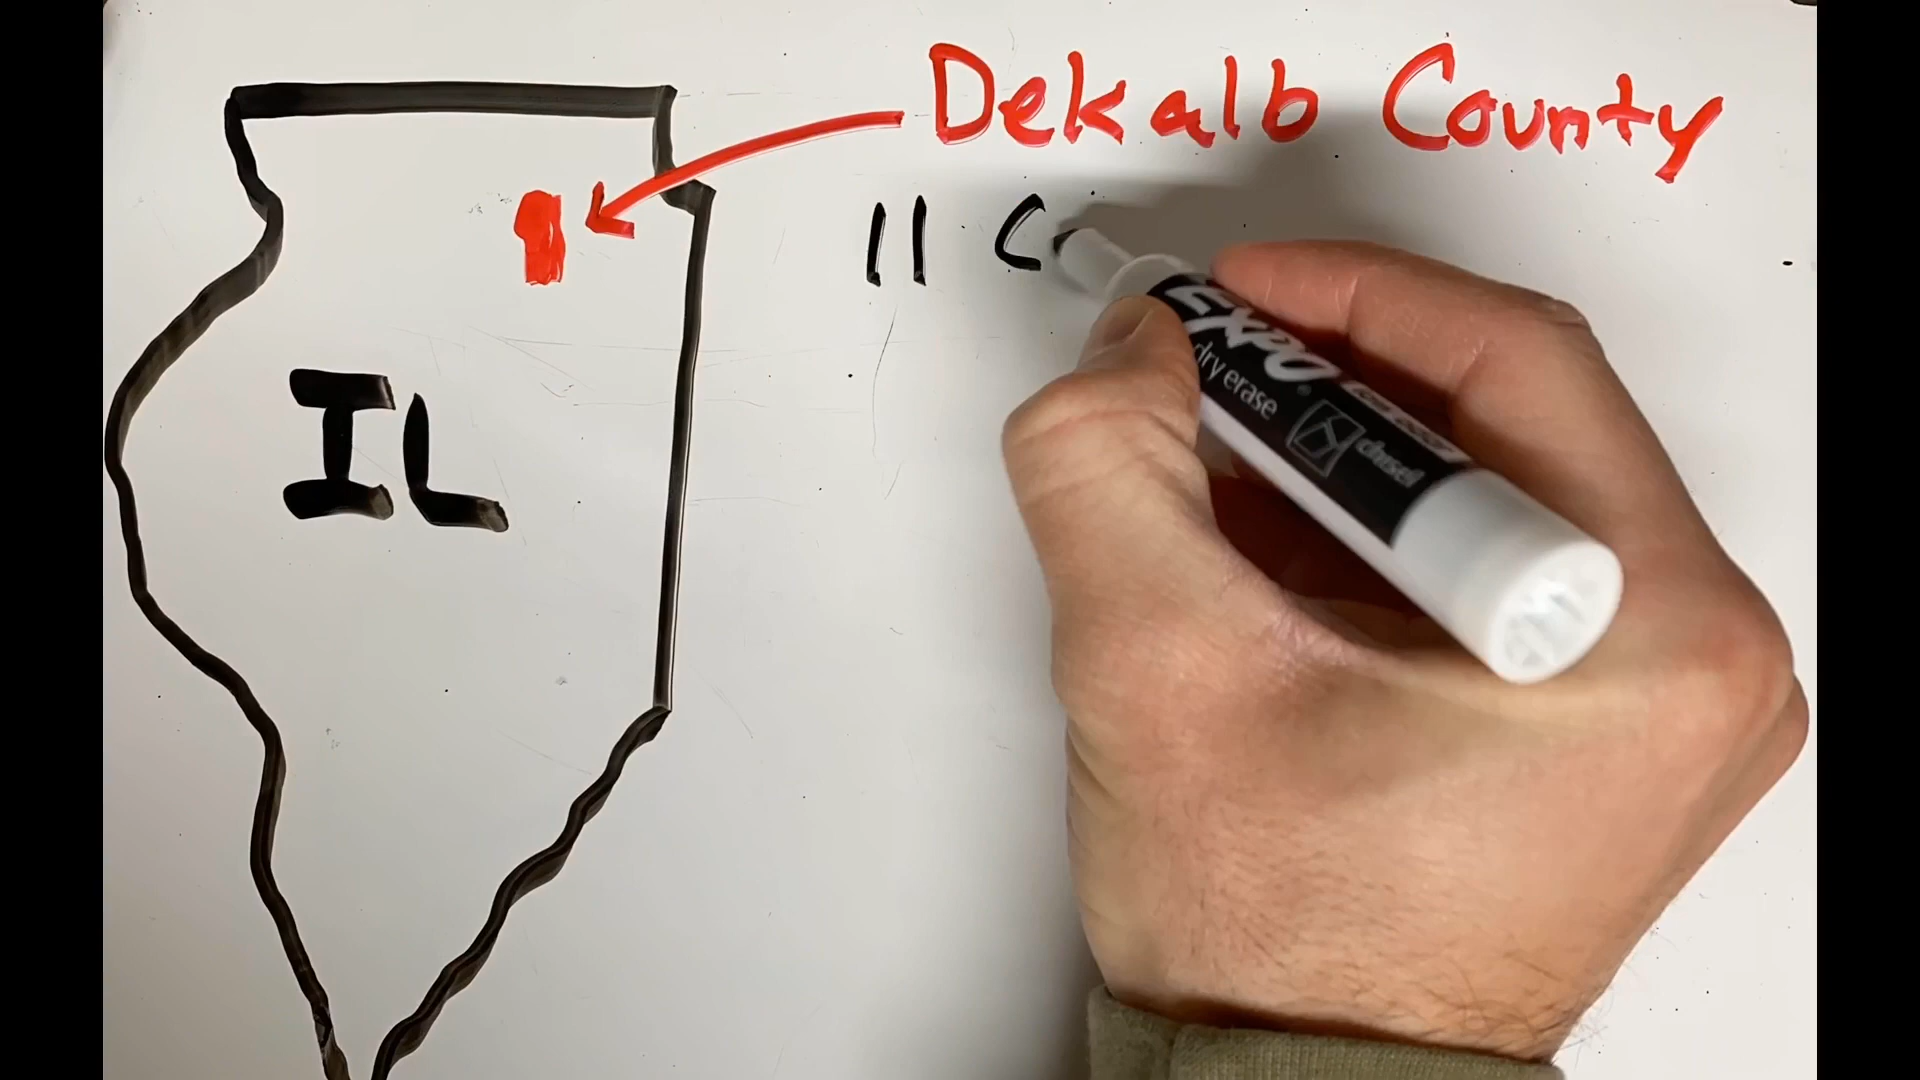 Dekalb County
11 C
IL
EXPO
dry erase
chisel